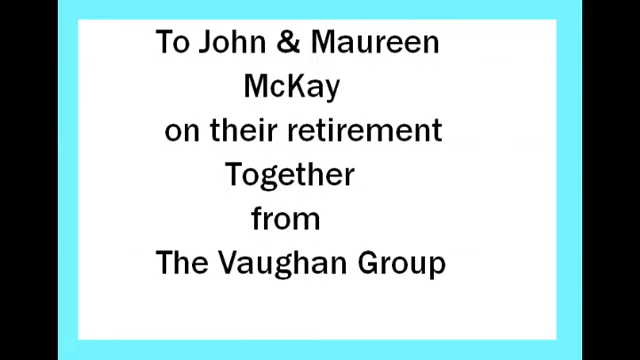 To John & Maureen
McKay
on their retirement
Together
from
The Vaughan Group